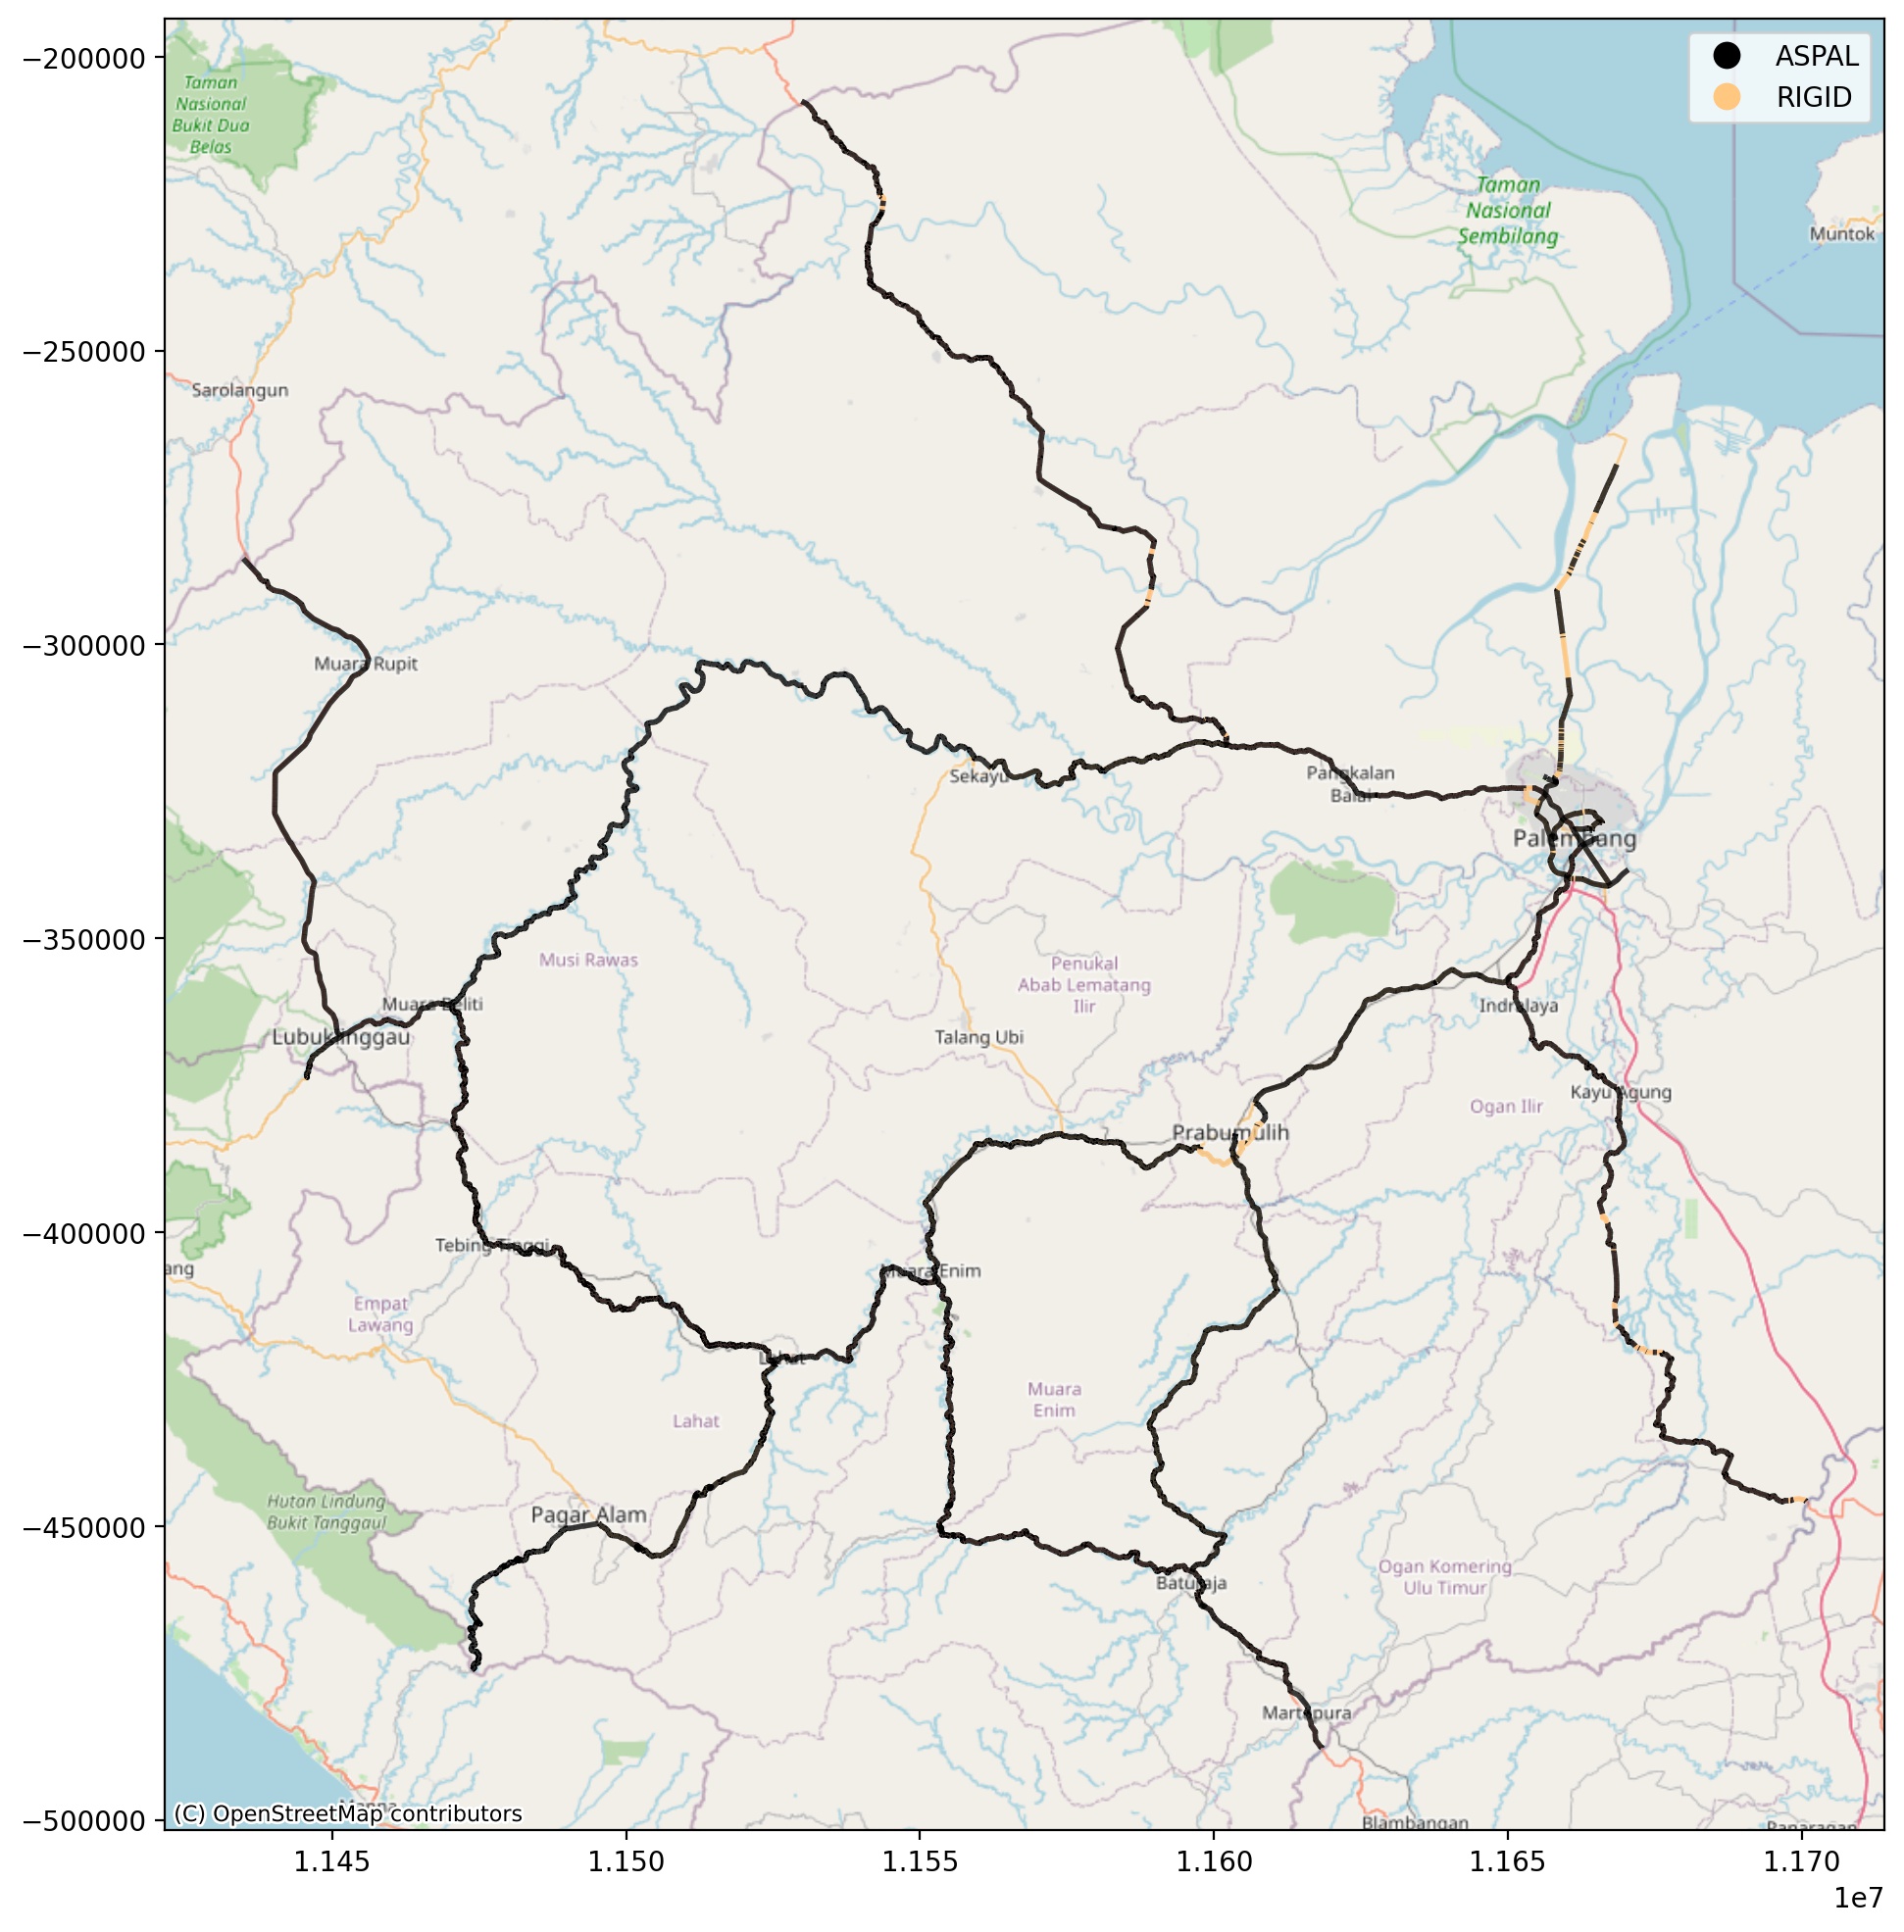 ASPAL
RIGID
−200000
−250000
−300000
−350000
−400000
−450000
−500000
Taman
Nasional
Bukit Dua
Belas
Taman
Nasional
Sembilang
Muntok
Sarolangun
Muara Rupit
Sekayu
Pangkalan
Balai
Palembang
Musi Rawas
Penukal
Abab Lematang
Ilir
Muara Beliti
Lubuklinggau
Talang Ubi
Indralaya
Kayu Agung
Ogan Ilir
Prabumulih
Tebing Tinggi
ang
Muara Enim
Empat
Lawang
Lahat
Lahat
Muara
Enim
Hutan Lindung
Bukit Tanggaul
Pagar Alam
Ogan Komering
Ulu Timur
Baturaja
Martapura
Manna
Blambangan
(C) OpenStreetMap contributors
1.145
1.150
1.155
1.160
1.165
1.170
1e7